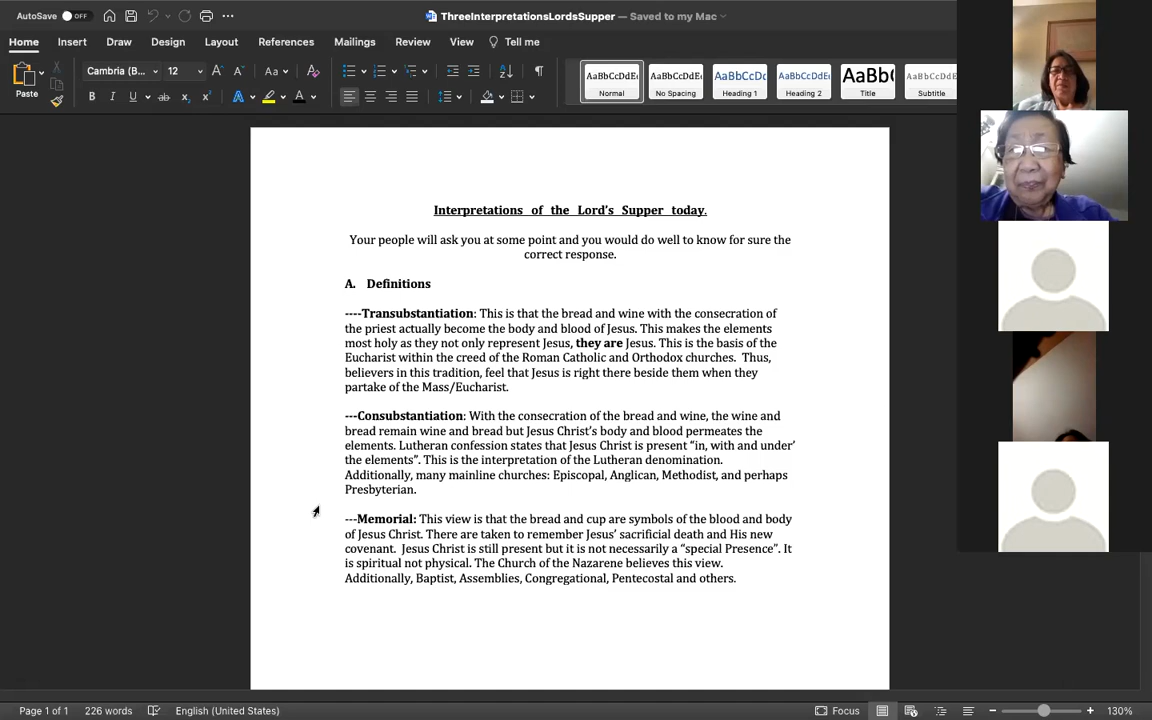 AutoSave OFF
ThreeInterpretationsLordsSupper — Saved to my Mac
Home Insert Draw Design Layout References Mailings Review View Tell me
Paste
Cambria (B... 12 A A Aa A
B I U ab x₂ x² A A
AaBbCcDdEe AaBbCcDdEe AaBbCcDc AaBbCcDdEe AaBb( AaBbCcDdEe
Normal No Spacing Heading 1 Heading 2 Title Subtitle
Interpretations of the Lord's Supper today.
Your people will ask you at some point and you would do well to know for sure the
correct response.
A. Definitions
----Transubstantiation: This is that the bread and wine with the consecration of
the priest actually become the body and blood of Jesus. This makes the elements
most holy as they not only represent Jesus, they are Jesus. This is the basis of the
Eucharist within the creed of the Roman Catholic and Orthodox churches. Thus,
believers in this tradition, feel that Jesus is right there beside them when they
partake of the Mass/Eucharist.
---Consubstantiation: With the consecration of the bread and wine, the wine and
bread remain wine and bread but Jesus Christ's body and blood permeates the
elements. Lutheran confession states that Jesus Christ is present "in, with and under'
the elements". This is the interpretation of the Lutheran denomination.
Additionally, many mainline churches: Episcopal, Anglican, Methodist, and perhaps
Presbyterian.
---Memorial: This view is that the bread and cup are symbols of the blood and body
of Jesus Christ. There are taken to remember Jesus' sacrificial death and His new
covenant. Jesus Christ is still present but it is not necessarily a "special Presence". It
is spiritual not physical. The Church of the Nazarene believes this view.
Additionally, Baptist, Assemblies, Congregational, Pentecostal and others.
Page 1 of 1 226 words English (United States) Focus 130%